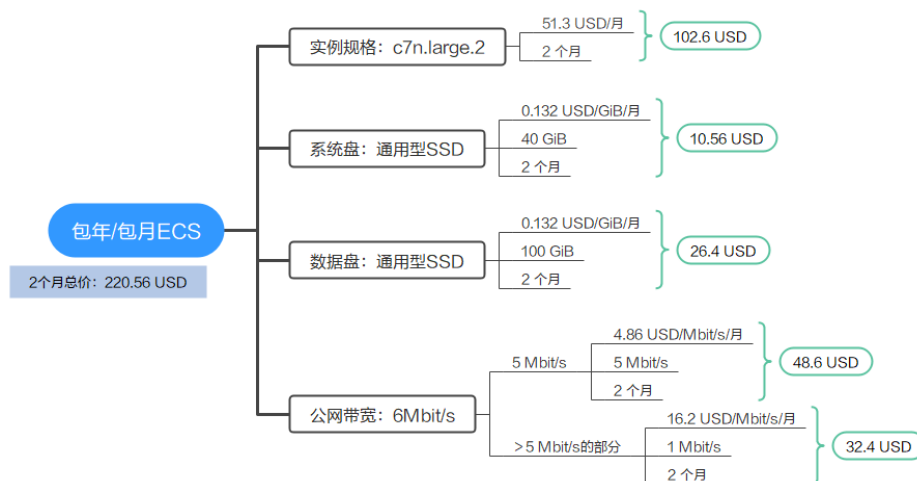 包年/包月ECS
2个月总价：220.56 USD
实例规格：c7n.large.2
51.3 USD/月
2 个月
102.6 USD
系统盘：通用型SSD
0.132 USD/GiB/月
40 GiB
2 个月
10.56 USD
数据盘：通用型SSD
0.132 USD/GiB/月
100 GiB
2 个月
26.4 USD
公网带宽：6Mbit/s
5 Mbit/s
4.86 USD/Mbit/s/月
5 Mbit/s
2 个月
48.6 USD
>5 Mbit/s的部分
16.2 USD/Mbit/s/月
1 Mbit/s
2 个月
32.4 USD